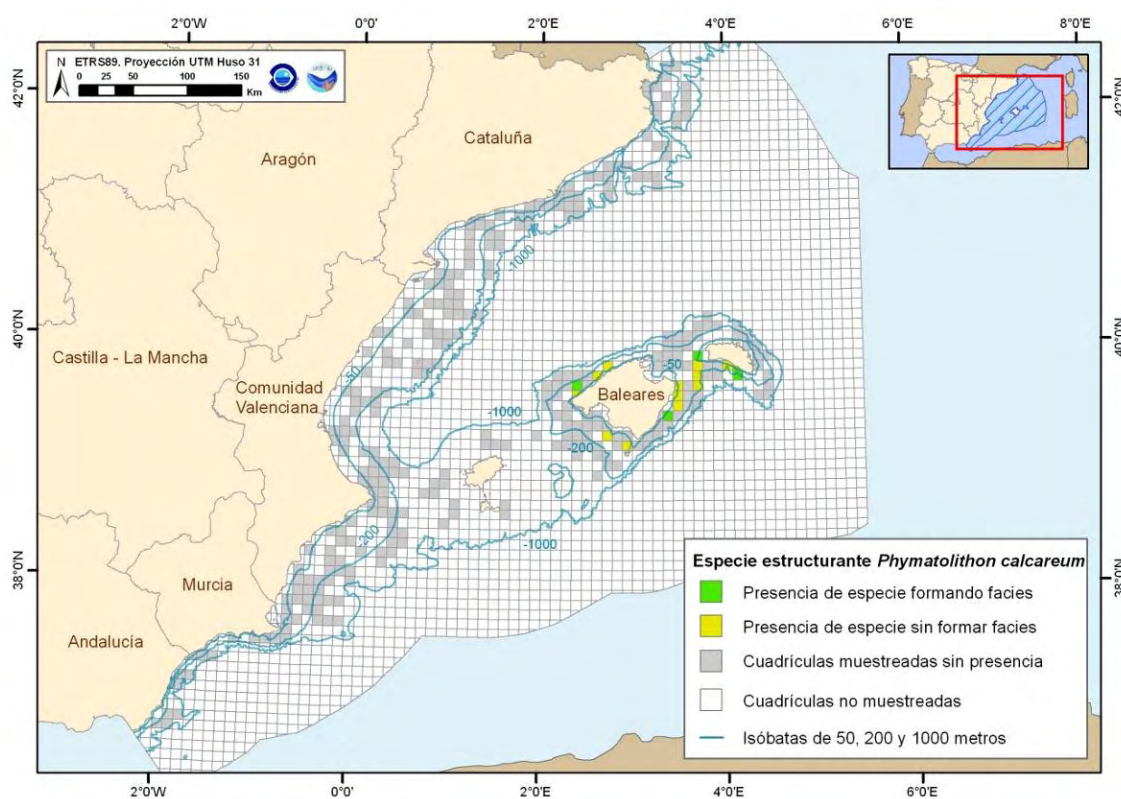 2°0'W
0°
2°0'E
4°0'E
6°0'E
8°0'E
N
ETRS89. Proyección UTM Huso 31
0 25 50 100 150
Km
42°0'N
42°0'N
Cataluña
Aragón
-1000
40°0'N
40°0'N
Castilla - La Mancha
-50
-50
Comunidad
Valenciana
Baleares
-1000
-200
-200
-1000
38°0'N
38°0'N
Murcia
Andalucía
Especie estructurante Phymatolithon calcareum
Presencia de especie formando facies
Presencia de especie sin formar facies
Cuadrículas muestreadas sin presencia
Cuadrículas no muestreadas
Isóbatas de 50, 200 y 1000 metros
2°0'W
0°
2°0'E
4°0'E
6°0'E